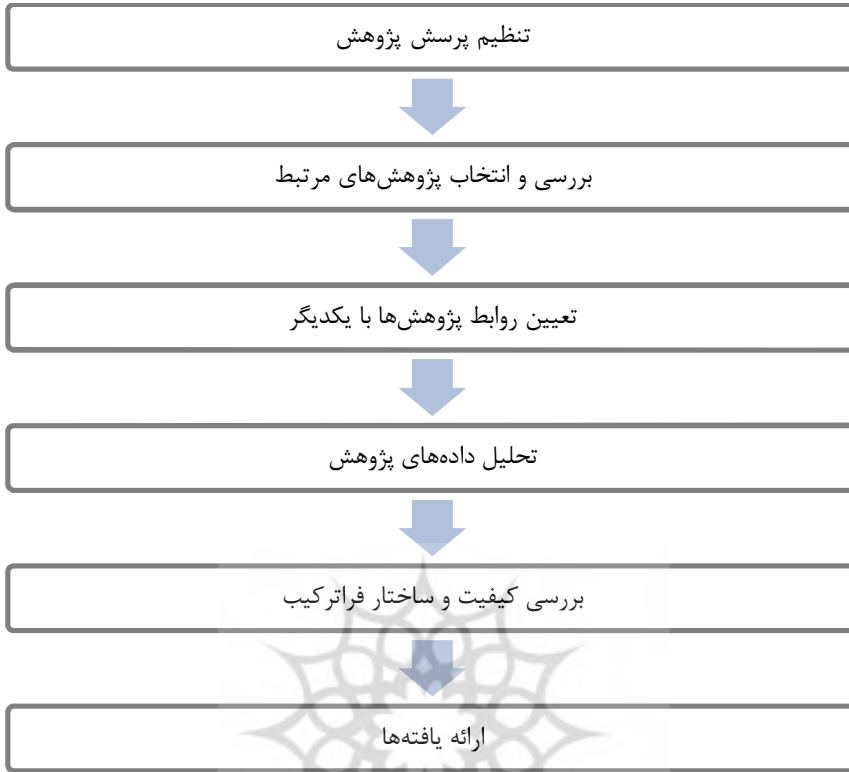 تنظیم پرسش پژوهش
بررسی و انتخاب پژوهش‌های مرتبط
تعیین روابط پژوهش‌ها با یکدیگر
تحلیل داده‌های پژوهش
بررسی کیفیت و ساختار فراترکیب
ارائه یافته‌ها